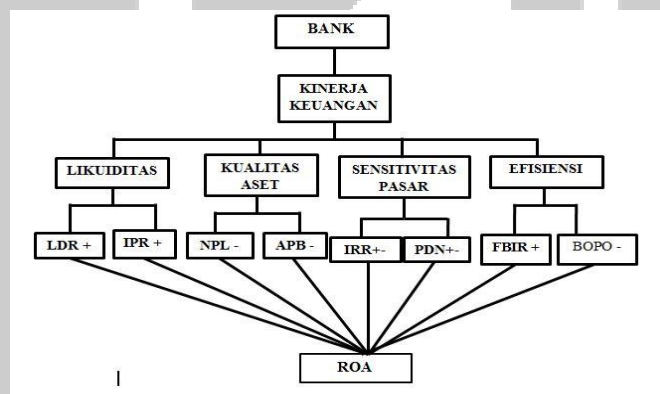 BANK
KINERJA
KEUANGAN
LIKUIDITAS
KUALITAS
ASET
SENSITIVITAS
PASAR
EFISIENSI
LDR +
IPR +
NPL -
APB -
IRR+-
PDN+-
FBIR +
BOPO -
ROA